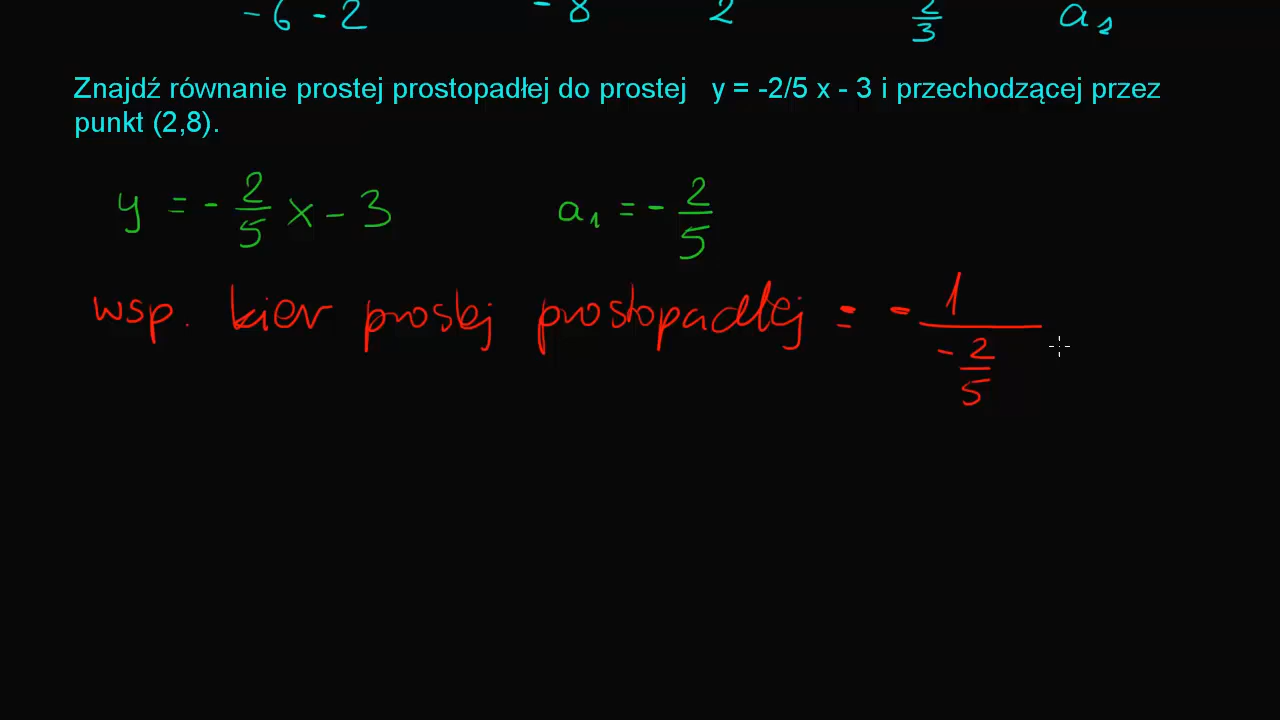 -6 -2 -8 2 2/3 a₂
Znajdź równanie prostej prostopadłej do prostej y = -2/5 x - 3 i przechodzącej przez
punkt (2,8).
y = - 2/5 x - 3 a₁ = - 2/5
wsp. kier prostej prostopadłej = - 1/(- 2/5)